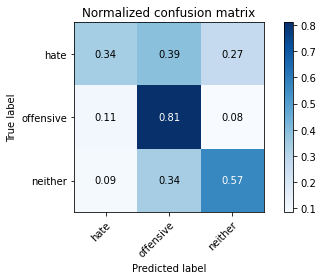 Normalized confusion matrix
True label
hate 0.34 0.39 0.27
offensive 0.11 0.81 0.08
neither 0.09 0.34 0.57
hate offensive neither
Predicted label
0.8
0.7
0.6
0.5
0.4
0.3
0.2
0.1